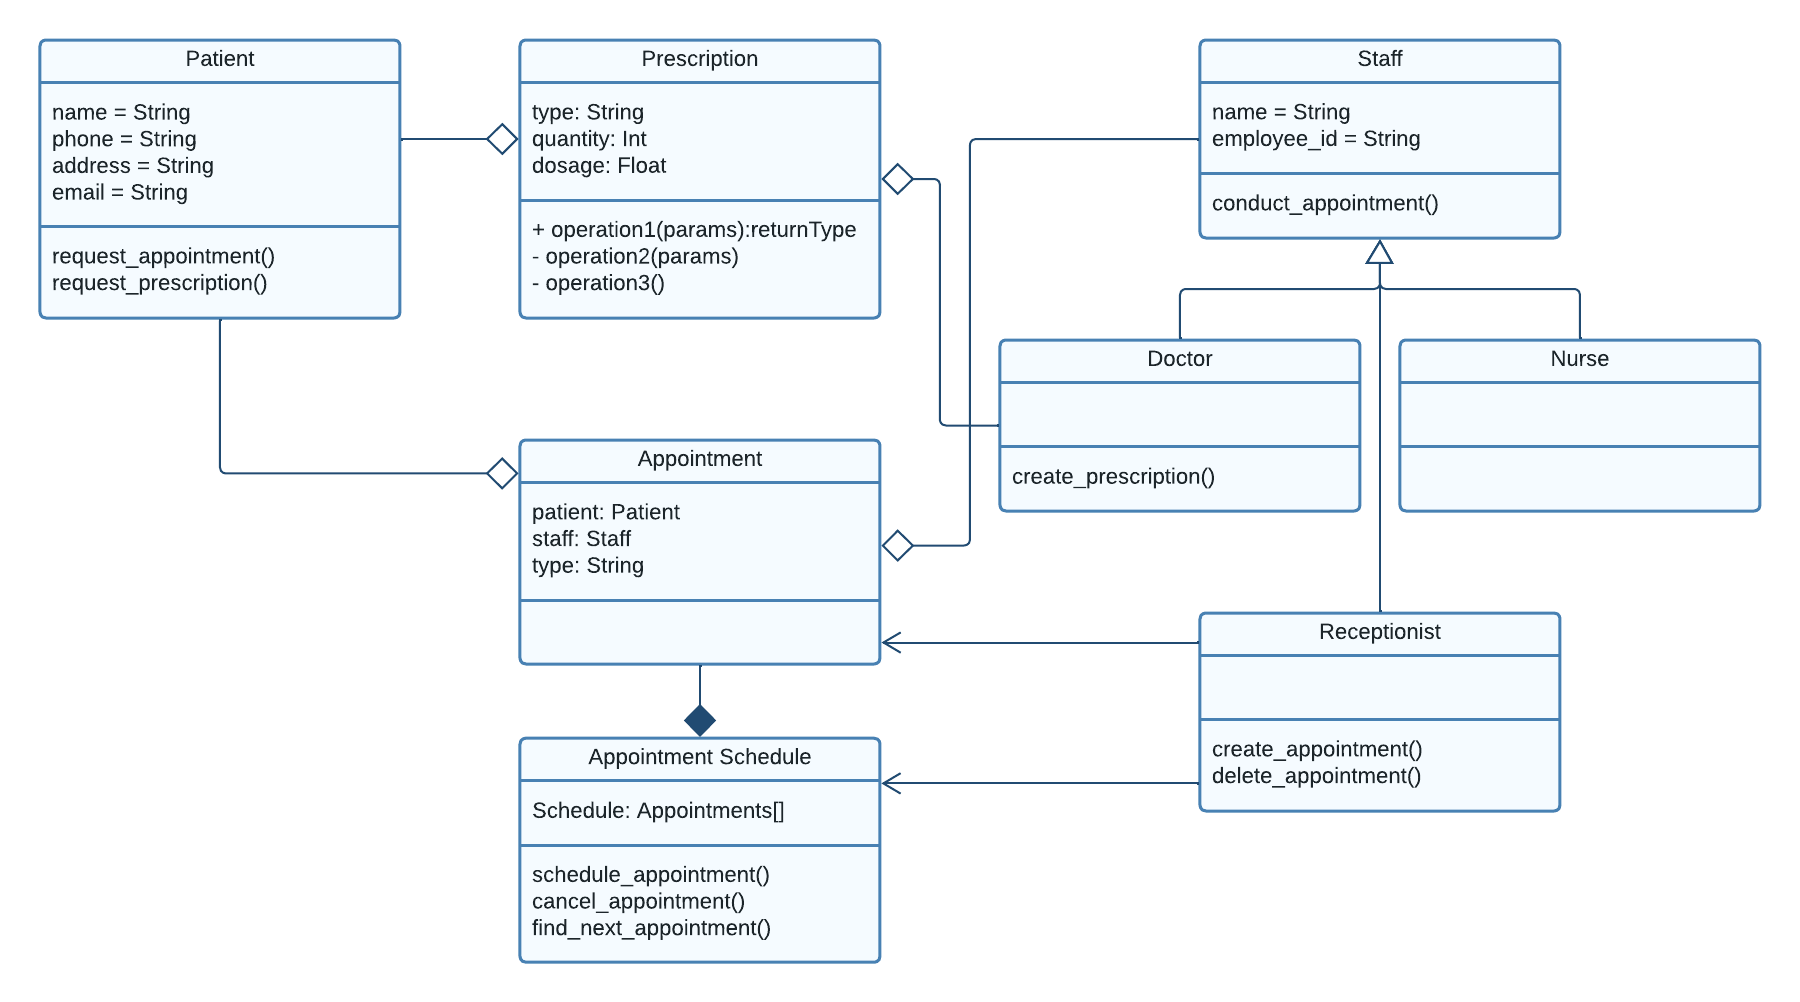 Patient
name = String
phone = String
address = String
email = String
request_appointment()
request_prescription()
Prescription
type: String
quantity: Int
dosage: Float
+ operation1(params):returnType
- operation2(params)
- operation3()
Staff
name = String
employee_id = String
conduct_appointment()
Doctor
create_prescription()
Nurse
Appointment
patient: Patient
staff: Staff
type: String
Receptionist
create_appointment()
delete_appointment()
Appointment Schedule
Schedule: Appointments[]
schedule_appointment()
cancel_appointment()
find_next_appointment()